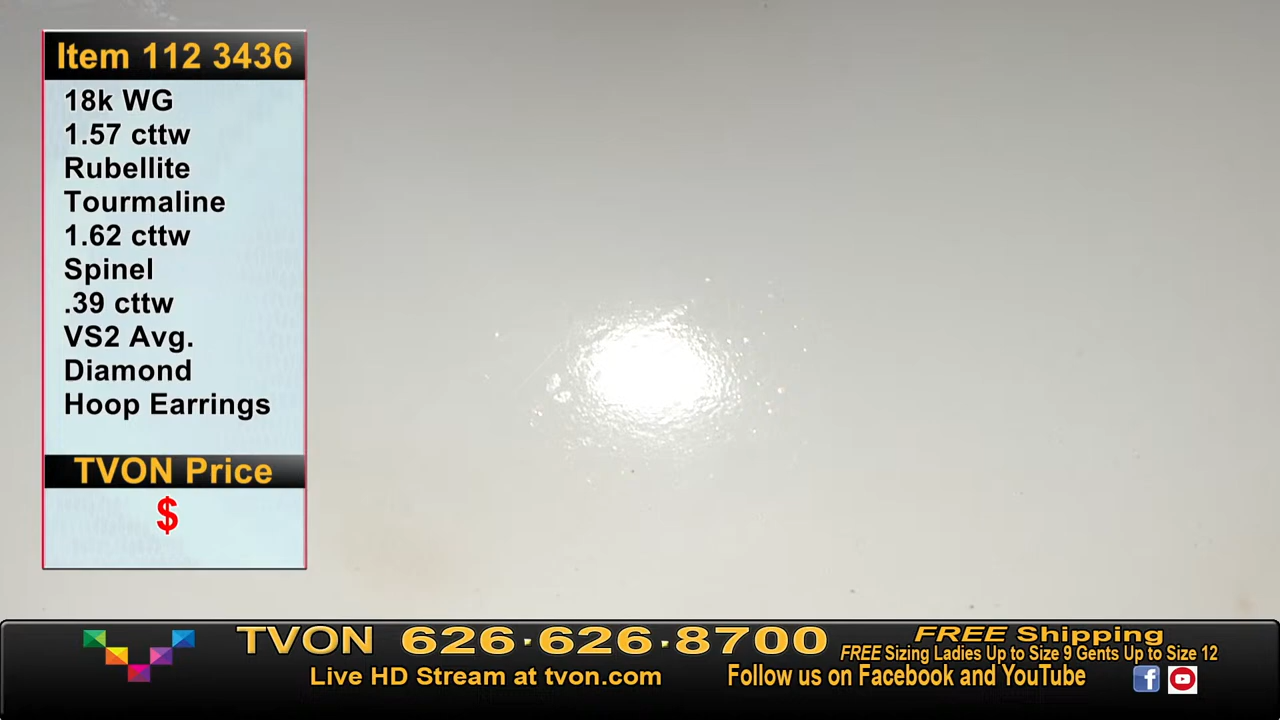 Item 112 3436
18k WG
1.57 cttw
Rubellite
Tourmaline
1.62 cttw
Spinel
.39 cttw
VS2 Avg.
Diamond
Hoop Earrings
TVON Price
$
TVON 626·626·8700
Live HD Stream at tvon.com
FREE Shipping
FREE Sizing Ladies Up to Size 9 Gents Up to Size 12
Follow us on Facebook and YouTube